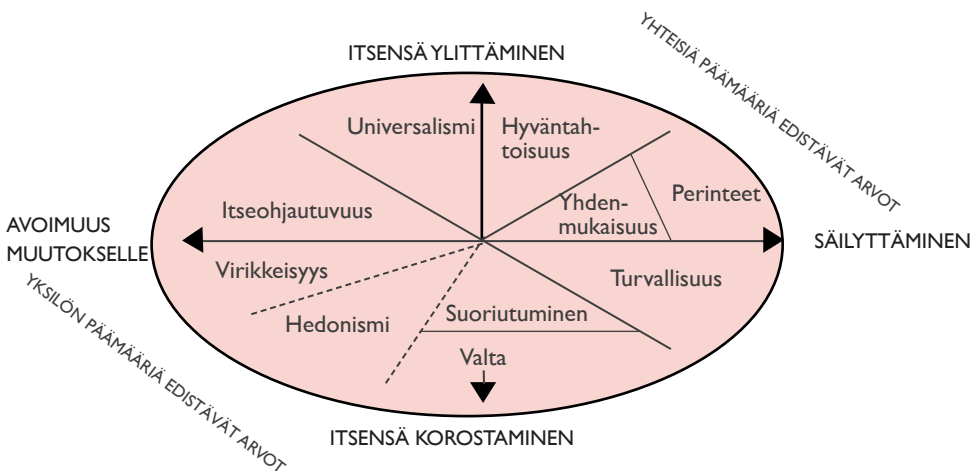 YHTEISIÄ PÄÄMÄÄRIÄ EDISTÄVÄT ARVOT
ITSENSÄ YLITTÄMINEN
Universalismi
Hyväntah-
toisuus
Perinteet
Yhden-
mukaisuus
Itseohjautuvuus
AVOIMUUS
MUUTOKSELLE
SÄILYTTÄMINEN
Virikkeisyys
Turvallisuus
Hedonismi
Suoriutuminen
Valta
YKSILÖN PÄÄMÄÄRIÄ EDISTÄVÄT ARVOT
ITSENSÄ KOROSTAMINEN